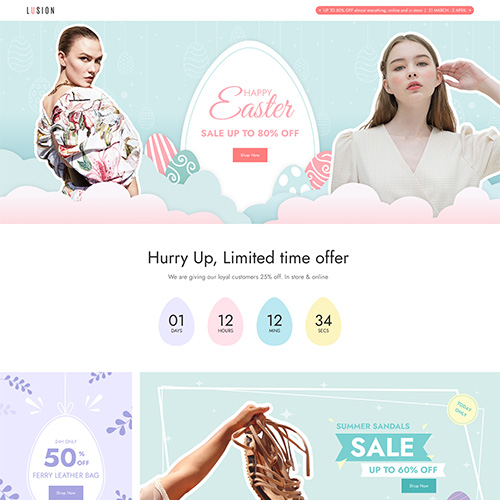 LUSION
UP TO 50% OFF almost everything, online and in store | 31 MARCH - 3 APRIL
HAPPY
Easter
SALE UP TO 80% OFF
Shop Now
Hurry Up, Limited time offer
We are giving our loyal customers 25% off. In store & online
01 12 12 34
DAYS HOURS MINS SECS
24H ONLY
50% OFF
FERRY LEATHER BAG
Shop Now
TODAY
ONLY
SUMMER SANDALS
SALE
UP TO 60% OFF
Shop Now